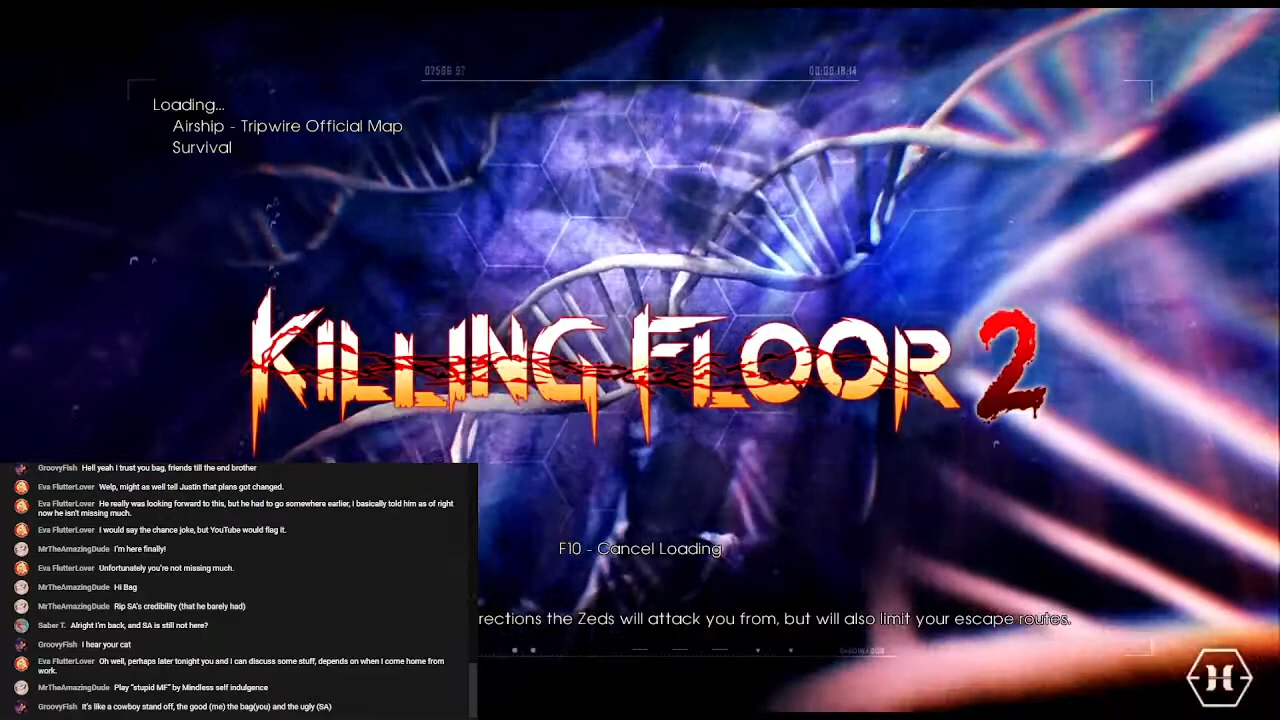 07506 97
00:00:18:14
Loading...
Airship - Tripwire Official Map
Survival
KILLING FLOOR 2
F10 - Cancel Loading
rections the Zeds will attack you from, but will also limit your escape routes.
GroovyFish Hell yeah I trust you bag, friends till the end brother
Eva FlutterLover Welp, might as well tell Justin that plans got changed.
Eva FlutterLover He really was looking forward to this, but he had to go somewhere earlier, I basically told him as of right
now he isn't missing much.
Eva FlutterLover I would say the chance joke, but YouTube would flag it.
MrTheAmazingDude I'm here finally!
Eva FlutterLover Unfortunately you're not missing much.
MrTheAmazingDude Hi Bag
MrTheAmazingDude Rip SA's credibility (that he barely had)
Saber T. Alright I'm back, and SA is still not here?
GroovyFish I hear your cat
Eva FlutterLover Oh well, perhaps later tonight you and I can discuss some stuff, depends on when I come home from
work.
MrTheAmazingDude Play "stupid MF" by Mindless self indulgence
GroovyFish It's like a cowboy stand off, the good (me) the bag(you) and the ugly (SA)